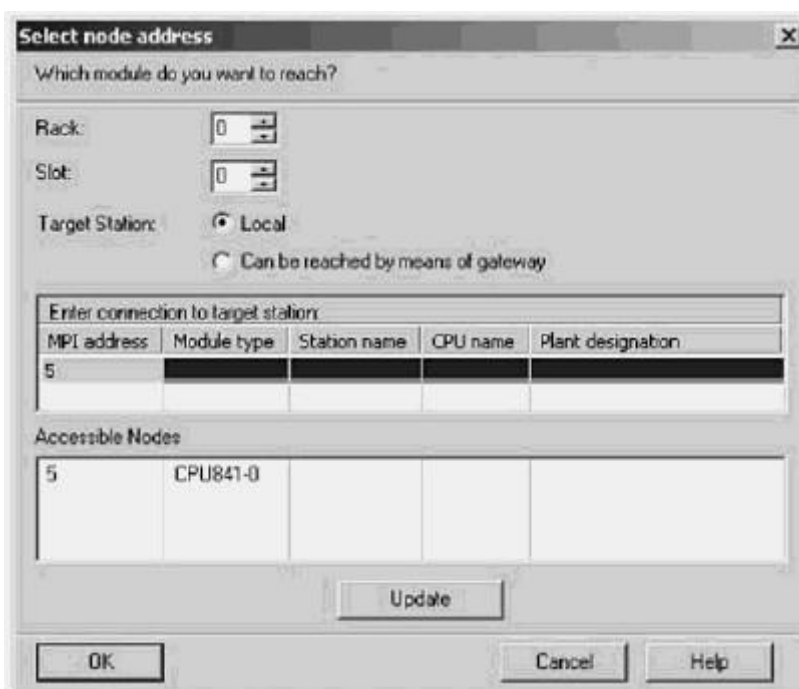 Select node address
Which module do you want to reach?
Rack: 0
Slot: 0
Target Station: Local
Can be reached by means of gateway
Enter connection to target station:
MPI address Module type Station name CPU name Plant designation
5
Accessible Nodes
5 CPU841-0
Update
OK Cancel Help